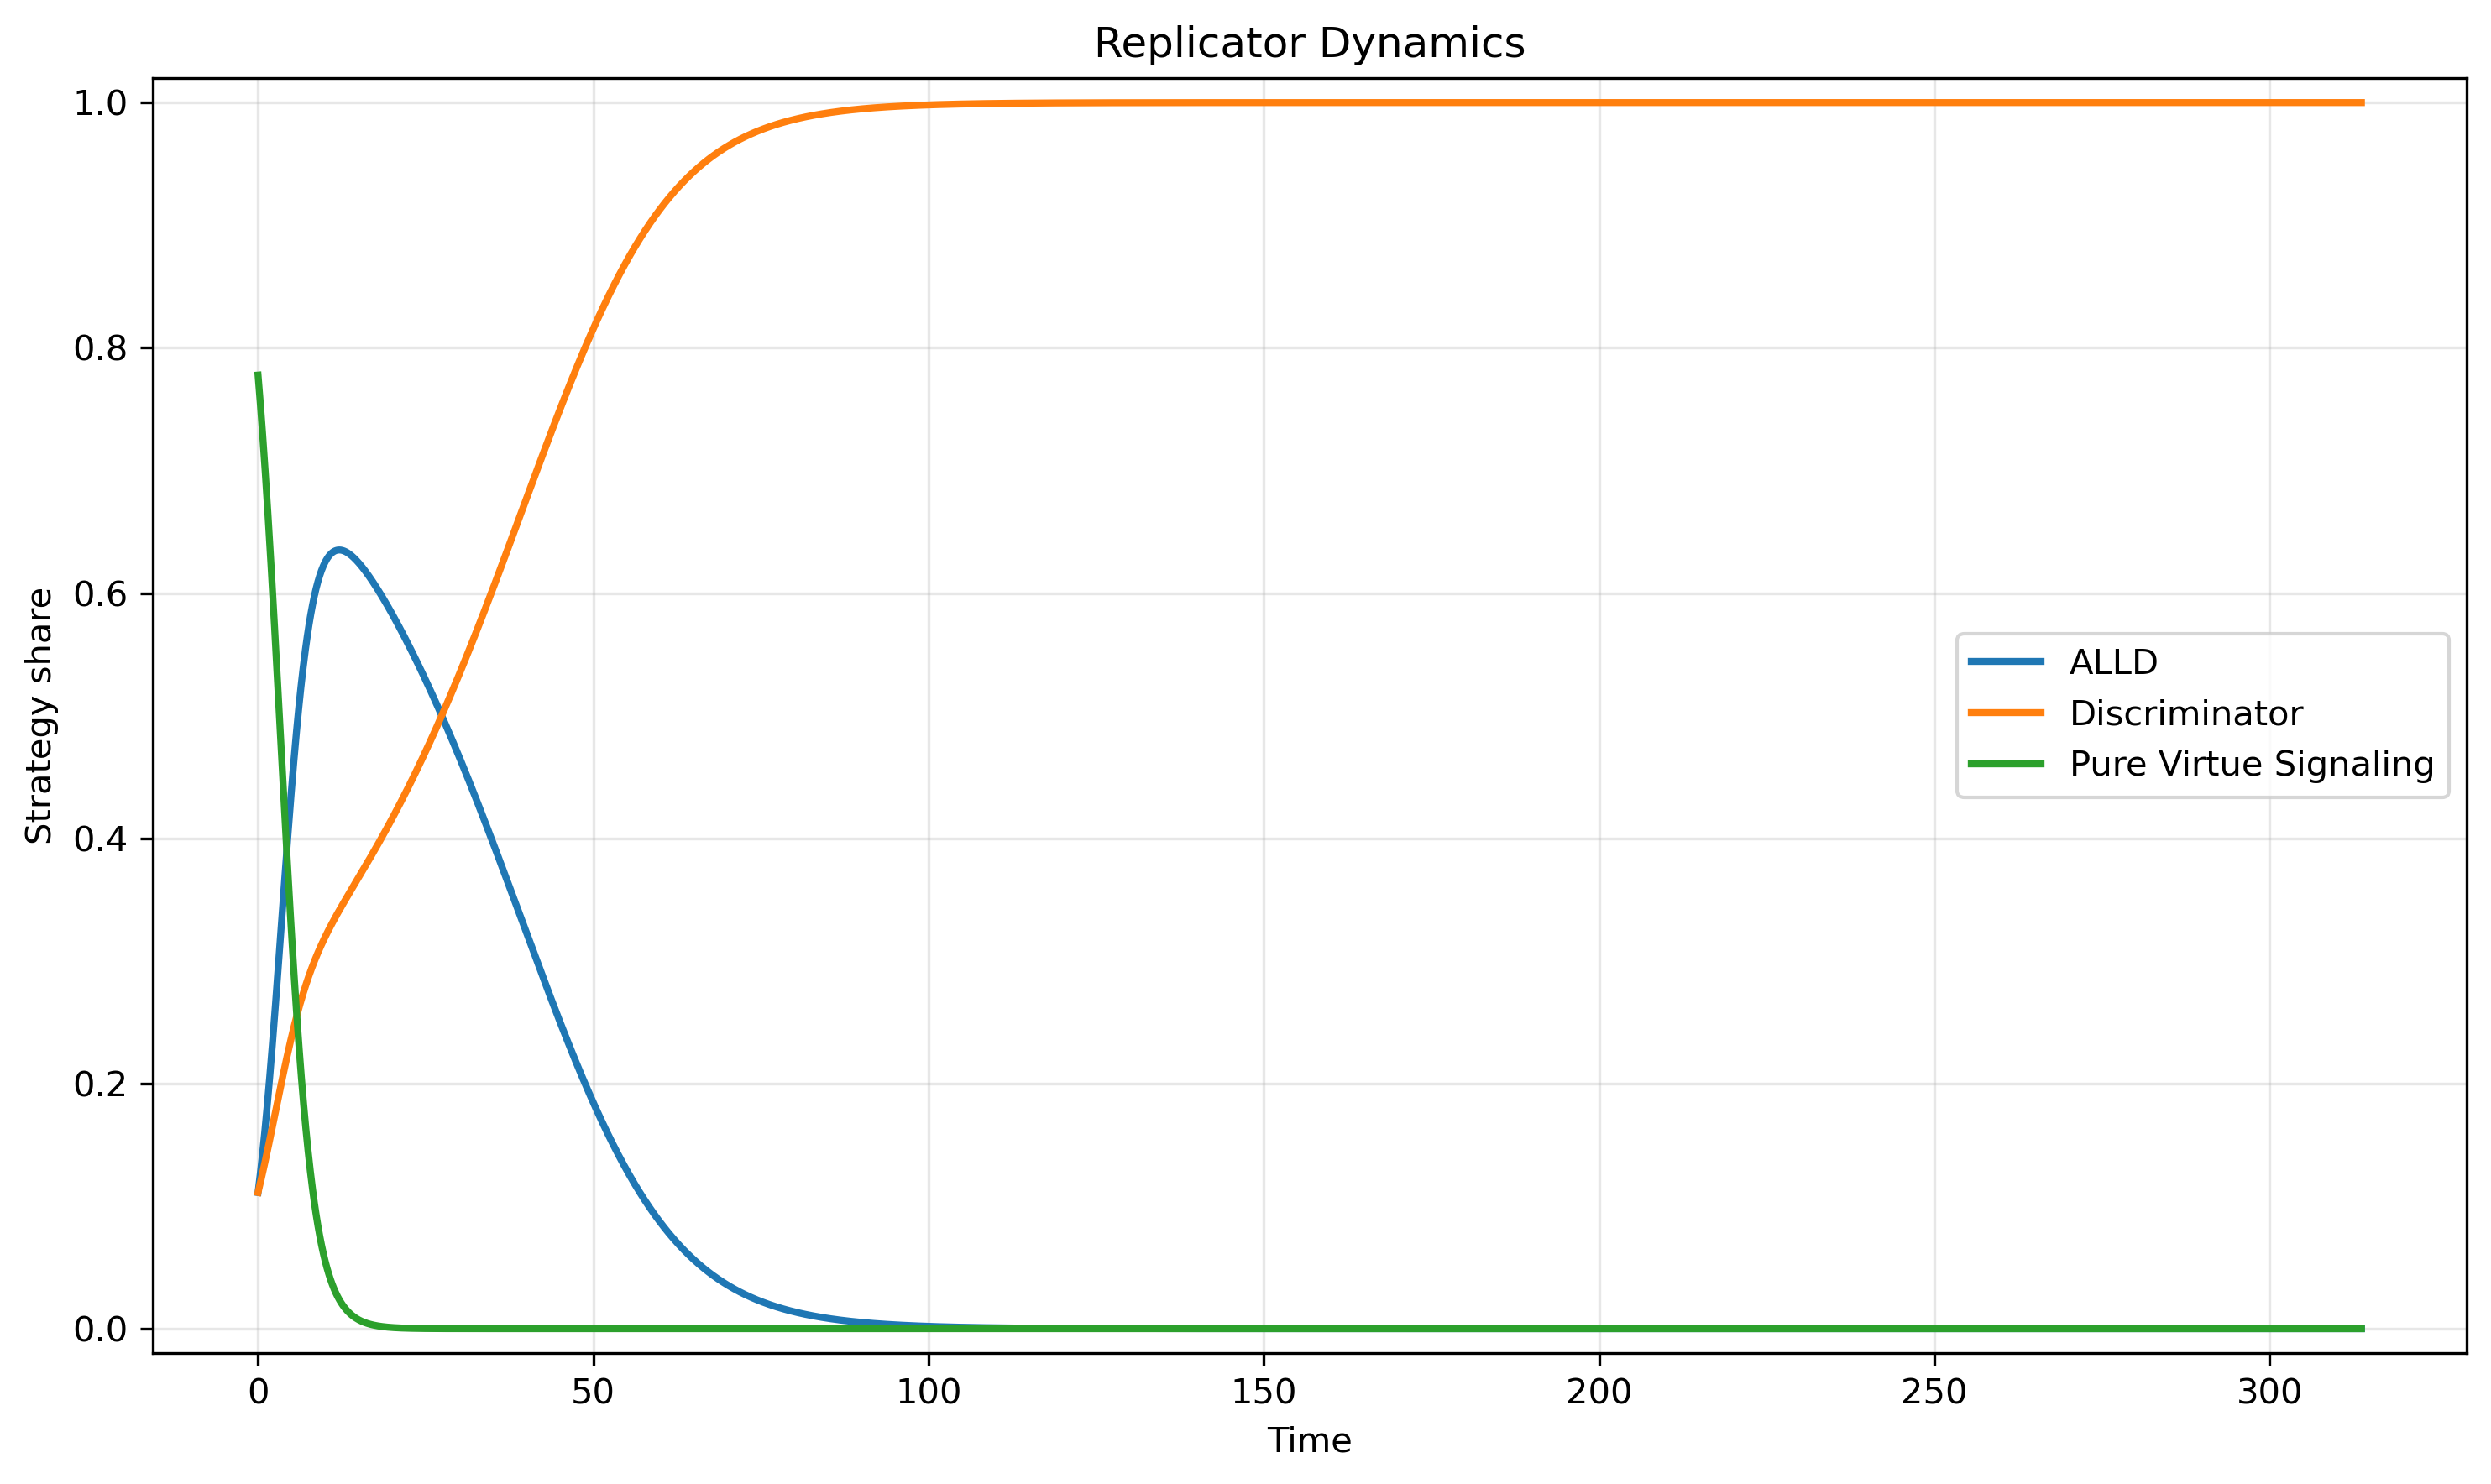 Replicator Dynamics
Strategy share
1.0
0.8
0.6
0.4
0.2
0.0
ALLD
Discriminator
Pure Virtue Signaling
0
50
100
150
200
250
300
Time